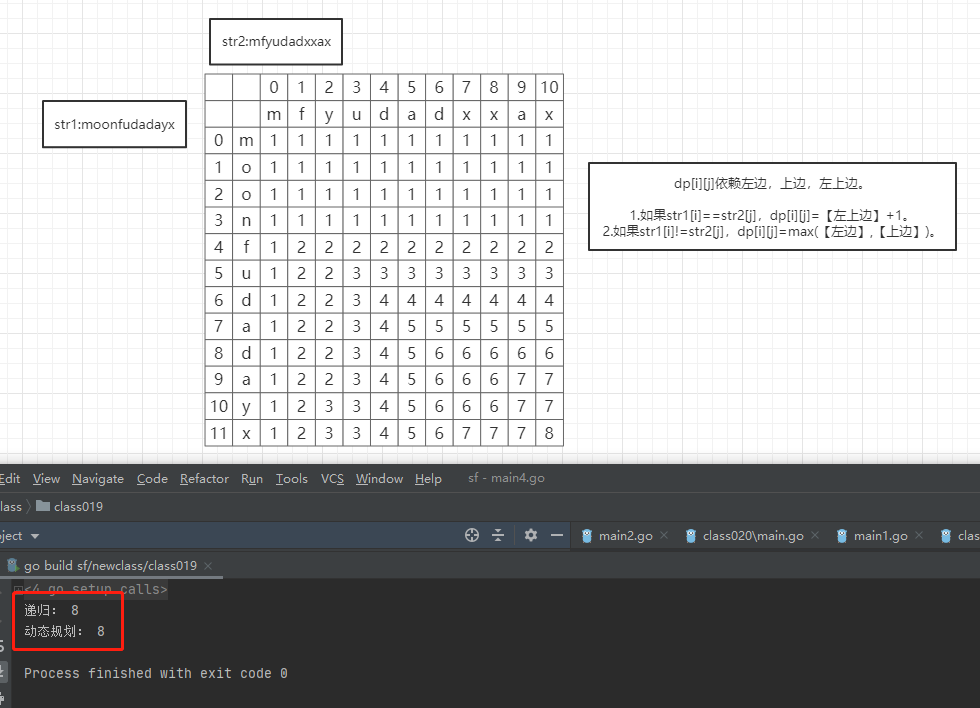 str2:mfyudadxxax
str1:moonfudadayx
0 1 2 3 4 5 6 7 8 9 10
m f y u d a d x x a x
0 m 1 1 1 1 1 1 1 1 1 1 1
1 o 1 1 1 1 1 1 1 1 1 1 1
2 o 1 1 1 1 1 1 1 1 1 1 1
3 n 1 1 1 1 1 1 1 1 1 1 1
4 f 1 2 2 2 2 2 2 2 2 2 2
5 u 1 2 2 3 3 3 3 3 3 3 3
6 d 1 2 2 3 4 4 4 4 4 4 4
7 a 1 2 2 3 4 5 5 5 5 5 5
8 d 1 2 2 3 4 5 6 6 6 6 6
9 a 1 2 2 3 4 5 6 6 6 7 7
10 y 1 2 3 3 4 5 6 6 6 7 7
11 x 1 2 3 3 4 5 6 7 7 7 8
dp[i][j]依赖左边，上边，左上边。
1.如果str1[i]==str2[j]，dp[i][j]=【左上边】+1。
2.如果str1[i]!=str2[j]，dp[i][j]=max(【左边】,【上边】)。
Edit View Navigate Code Refactor Run Tools VCS Window Help sf - main4.go
lass class019
ject main2.go class020\main.go main1.go clas
go build sf/newclass/class019
<4 go setup calls>
递归： 8
动态规划： 8
Process finished with exit code 0